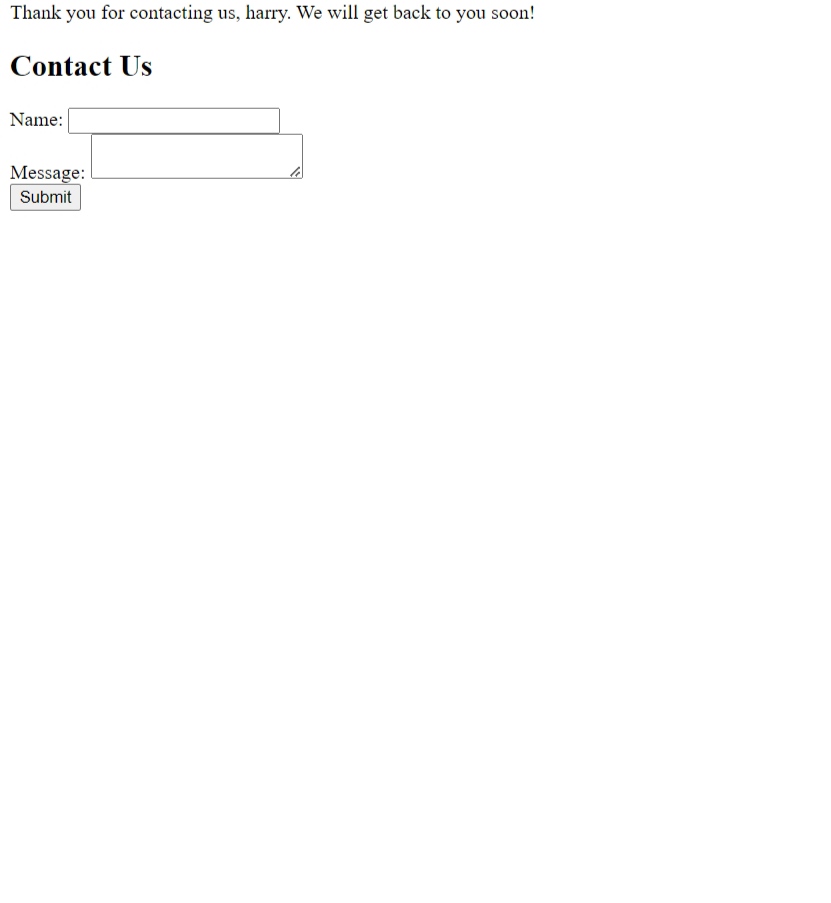 Thank you for contacting us, harry. We will get back to you soon!
Contact Us
Name:
Message:
Submit